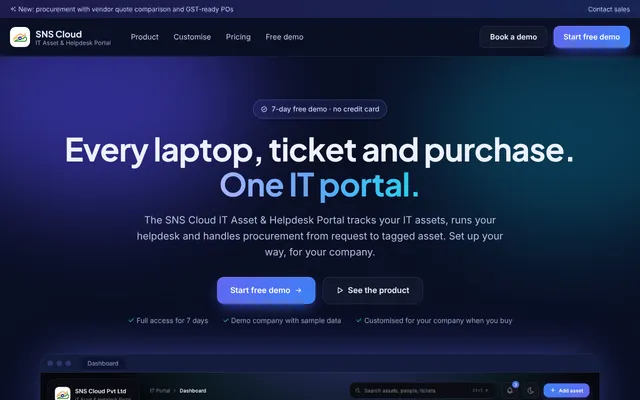 New: procurement with vendor quote comparison and GST-ready POs
Contact sales
SNS Cloud
IT Asset & Helpdesk Portal
Product
Customise
Pricing
Free demo
Book a demo
Start free demo
7-day free demo · no credit card
Every laptop, ticket and purchase.
One IT portal.
The SNS Cloud IT Asset & Helpdesk Portal tracks your IT assets, runs your
helpdesk and handles procurement from request to tagged asset. Set up your
way, for your company.
Start free demo →
See the product
✓ Full access for 7 days
✓ Demo company with sample data
✓ Customised for your company when you buy
Dashboard
SNS Cloud Pvt Ltd
IT Asset & Helpdesk Portal
IT Portal
Dashboard
Search assets, people, tickets
+ Add asset